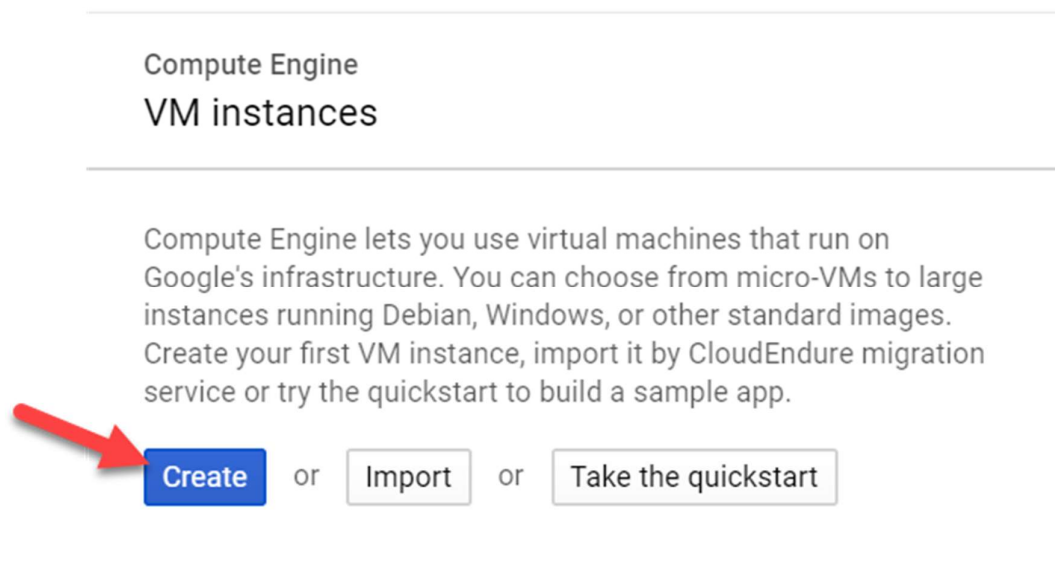 Compute Engine
VM instances
Compute Engine lets you use virtual machines that run on
Google's infrastructure. You can choose from micro-VMs to large
instances running Debian, Windows, or other standard images.
Create your first VM instance, import it by CloudEndure migration
service or try the quickstart to build a sample app.
Create or Import or Take the quickstart